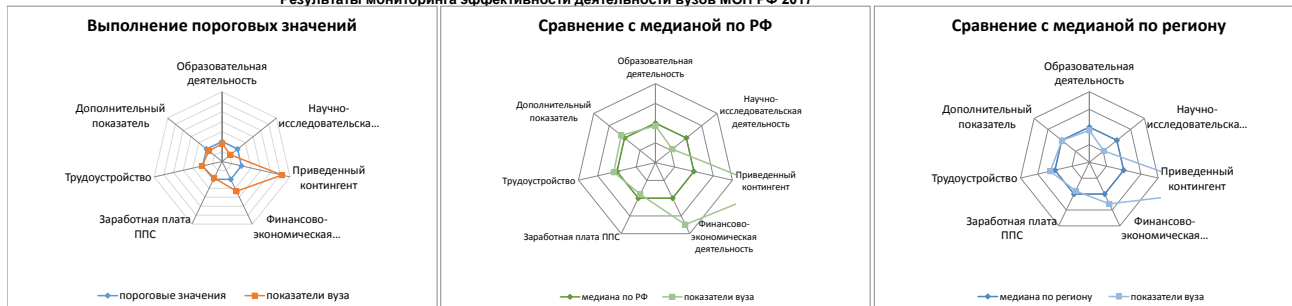 Результаты мониторинга эффективности деятельности вузов МОН РФ 2017
Выполнение пороговых значений
Образовательная
деятельность
Научно-
исследовательска...
Приведенный
контингент
Финансово-
экономическая...
Заработная плата
ППС
Трудоустройство
Дополнительный
показатель
пороговые значения
показатели вуза
Сравнение с медианой по РФ
Образовательная
деятельность
Научно-
исследовательская
деятельность
Приведенный
контингент
Финансово-
экономическая
деятельность
Заработная плата ППС
Трудоустройство
Дополнительный
показатель
медиана по РФ
показатели вуза
Сравнение с медианой по региону
Образовательная
деятельность
Научно-
исследовательска...
Приведенный
контингент
Финансово-
экономическая...
Заработная плата
ППС
Трудоустройство
Дополнительный
показатель
медиана по региону
показатели вуза